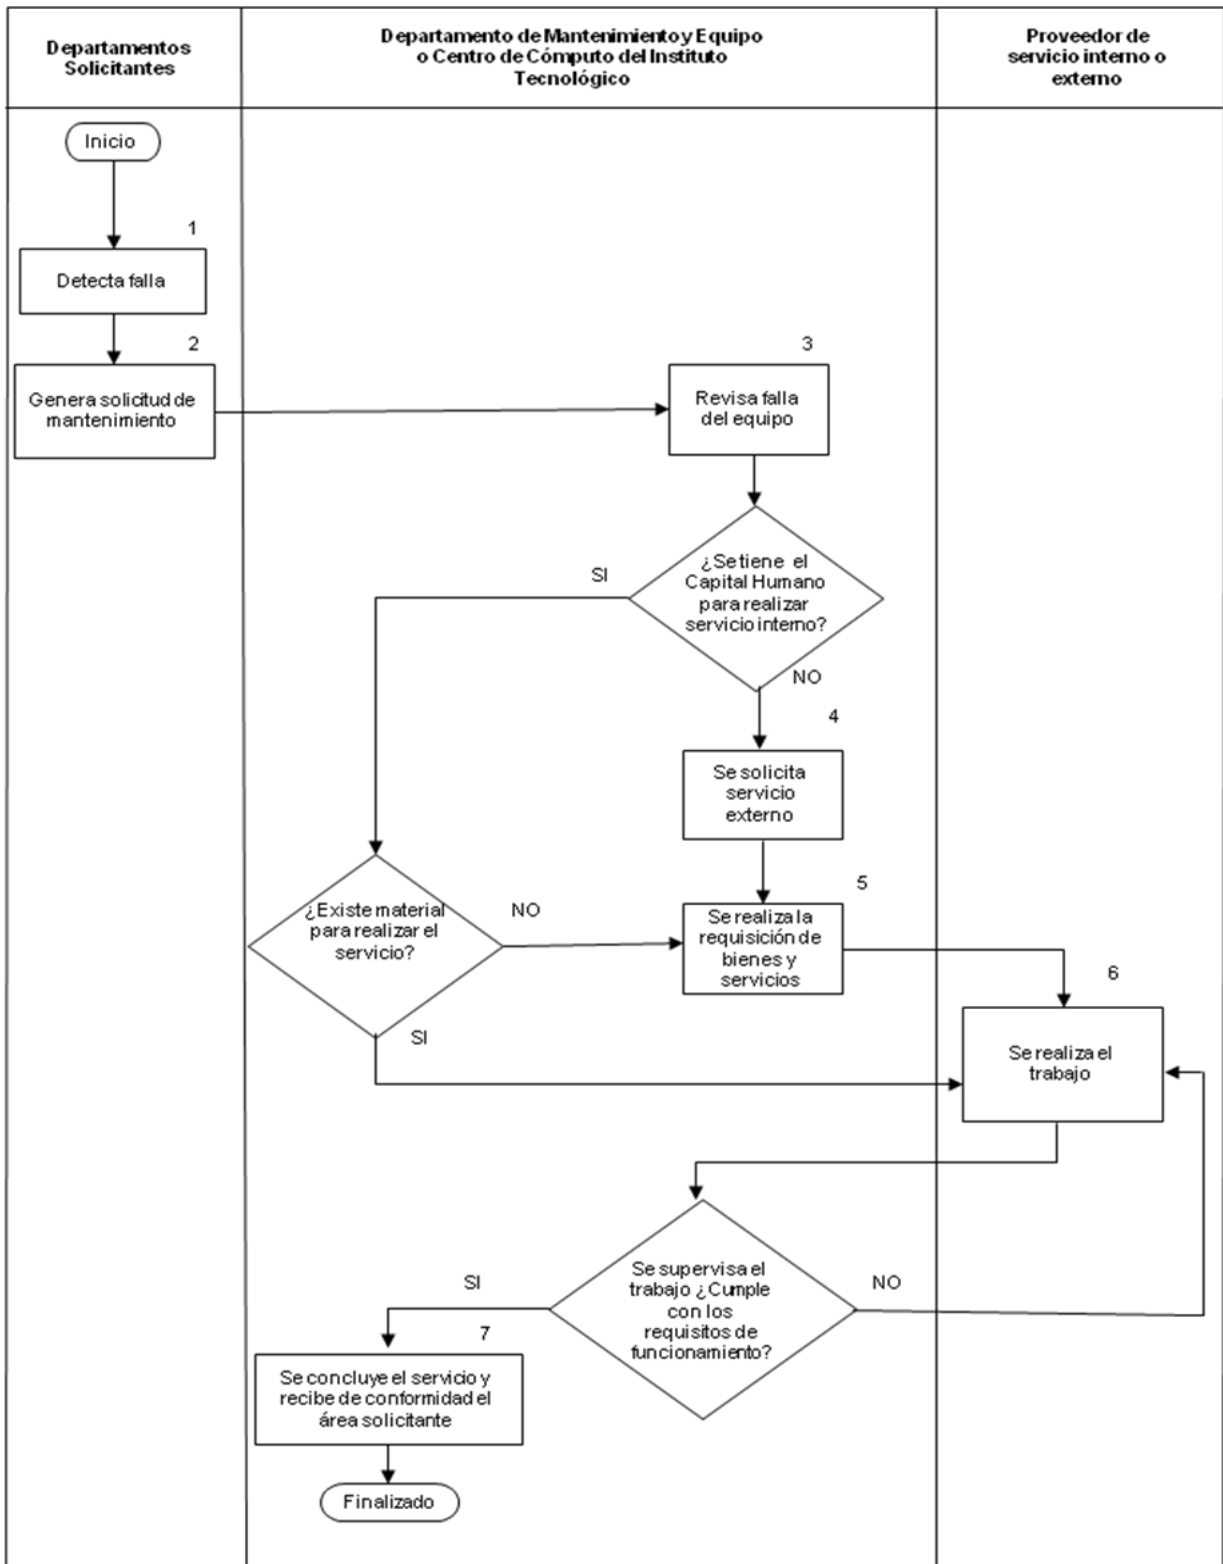 Departamentos
Solicitantes
Departamento de Mantenimiento y Equipo
o Centro de Cómputo del Instituto
Tecnológico
Proveedor de
servicio interno o
externo
Inicio
1
Detecta falla
2
Genera solicitud de
mantenimiento
3
Revisa falla
del equipo
¿Se tiene el
Capital Humano
para realizar
servicio interno?
SI
NO
4
Se solicita
servicio
externo
¿Existe material
para realizar el
servicio?
NO
5
Se realiza la
requisición de
bienes y
servicios
6
SI
Se realiza el
trabajo
Se supervisa el
trabajo ¿Cumple
con los
requisitos de
funcionamiento?
SI
NO
7
Se concluye el servicio y
recibe de conformidad el
área solicitante
Finalizado